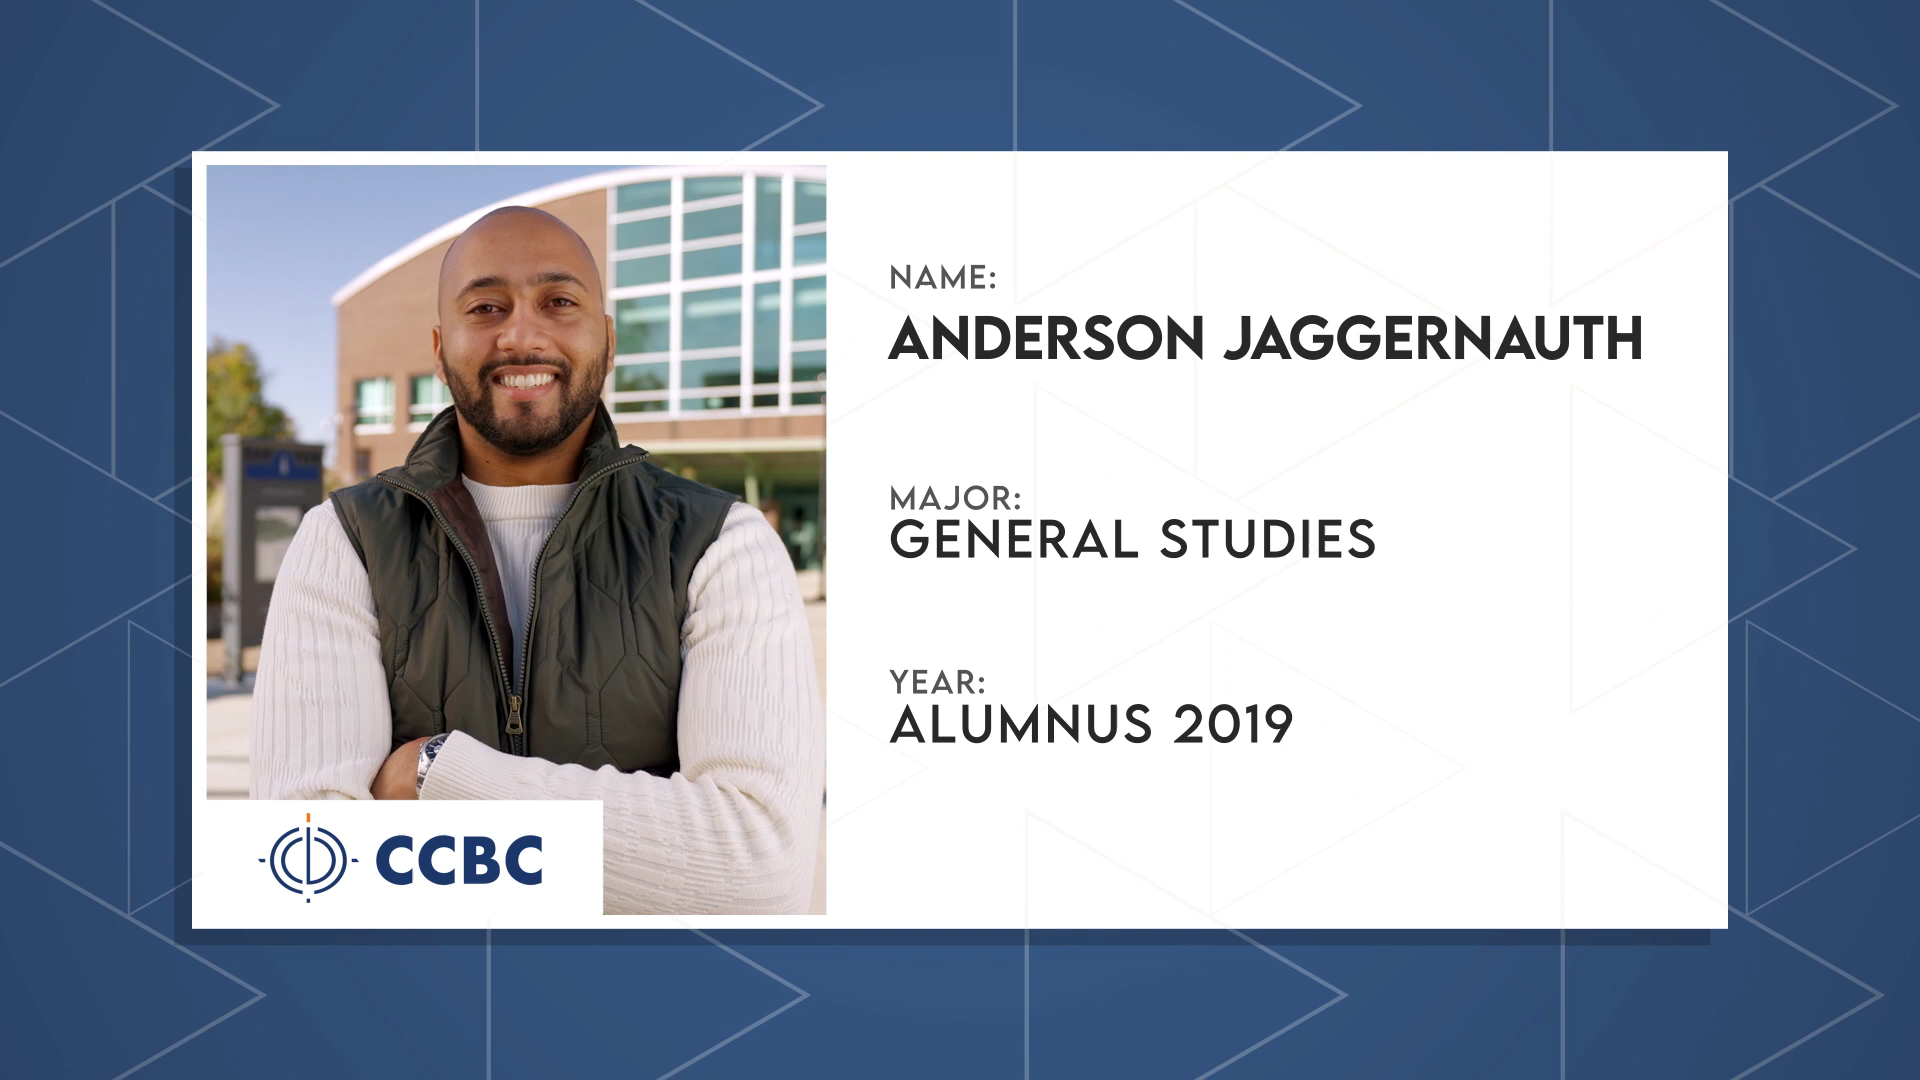 NAME:
ANDERSON JAGGERNAUTH
MAJOR:
GENERAL STUDIES
YEAR:
ALUMNUS 2019
CCBC